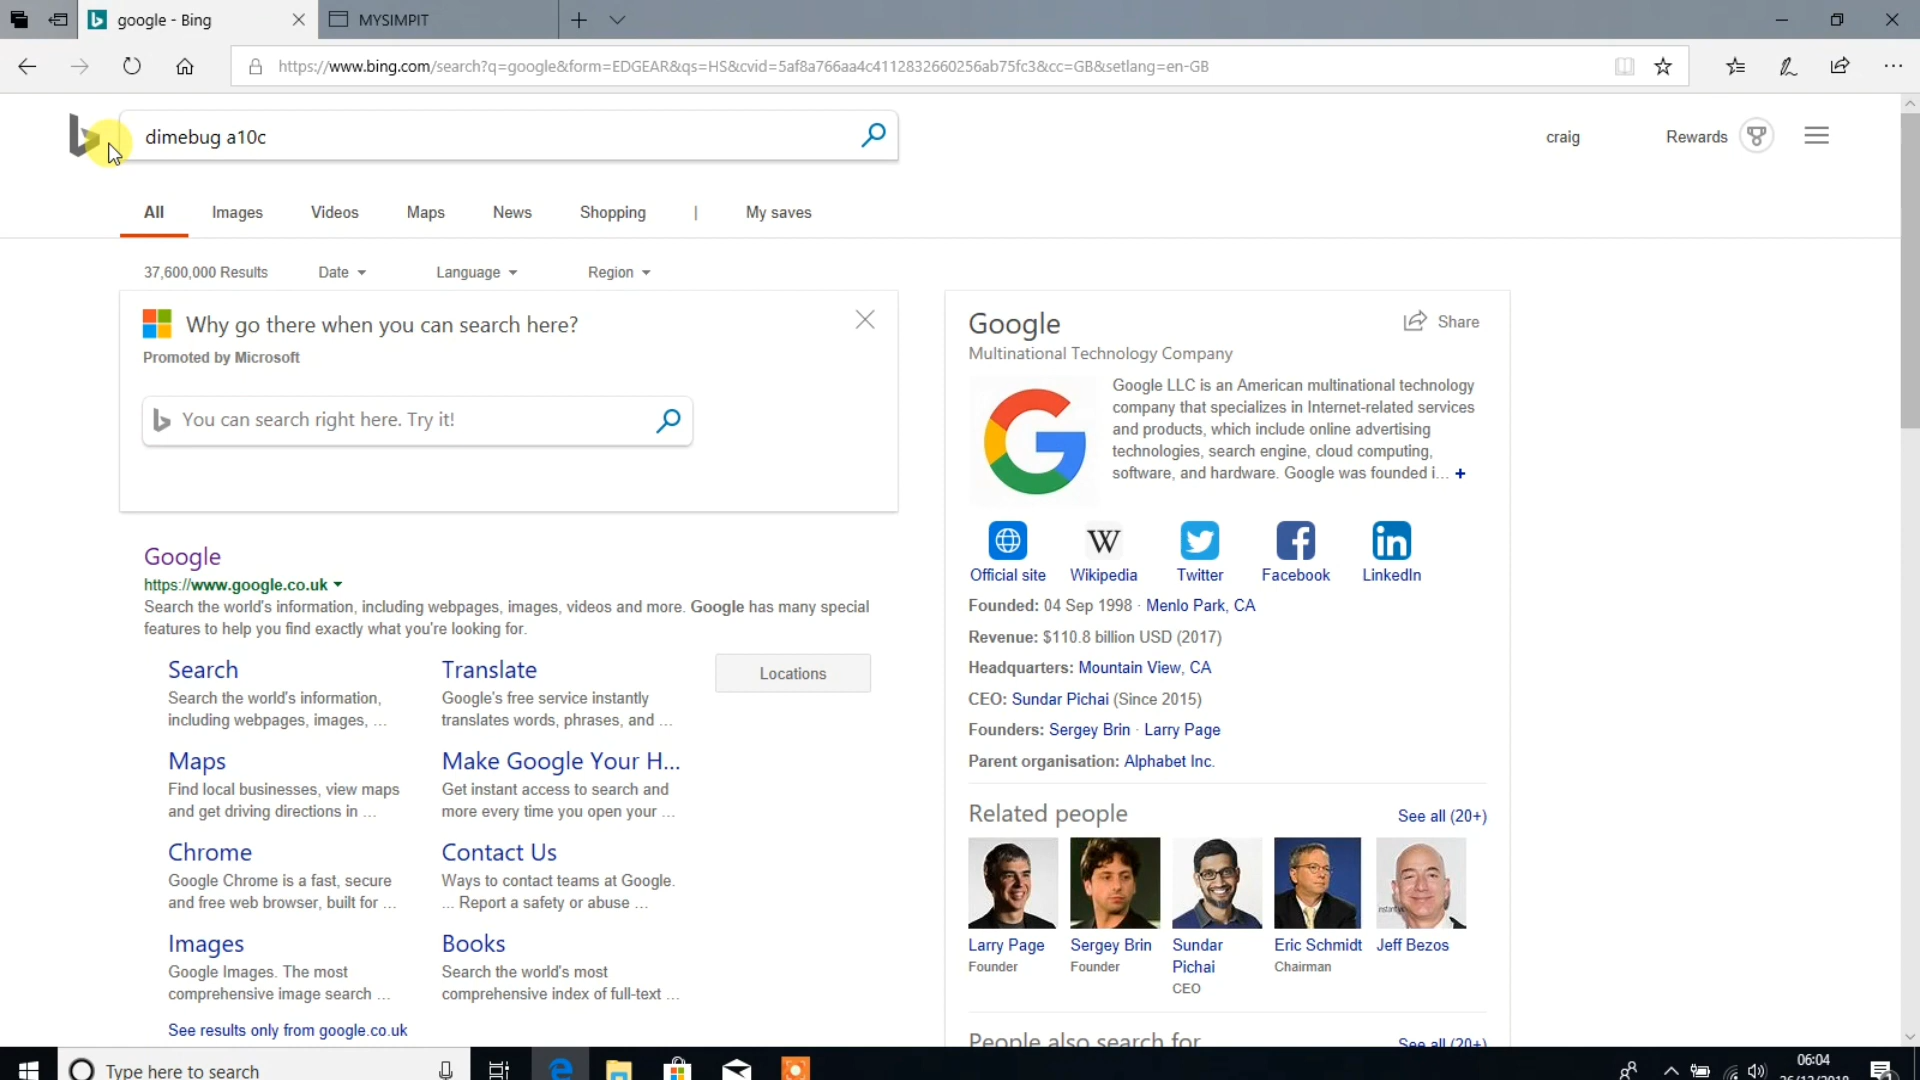 google - Bing
MYSIMPIT
https://www.bing.com/search?q=google&form=EDGEAR&qs=HS&cvid=5af8a766aa4c4112832660256ab75fc3&cc=GB&setlang=en-GB
dimebug a10c
craig
Rewards
All Images Videos Maps News Shopping | My saves
37,600,000 Results Date Language Region
Why go there when you can search here?
Promoted by Microsoft
You can search right here. Try it!
Google
https://www.google.co.uk
Search the world's information, including webpages, images, videos and more. Google has many special
features to help you find exactly what you're looking for.
Search
Search the world's information,
including webpages, images, ...
Translate
Google's free service instantly
translates words, phrases, and ...
Locations
Maps
Find local businesses, view maps
and get driving directions in ...
Make Google Your H...
Get instant access to search and
more every time you open your ...
Chrome
Google Chrome is a fast, secure
and free web browser, built for ...
Contact Us
Ways to contact teams at Google.
... Report a safety or abuse ...
Images
Google Images. The most
comprehensive image search ...
Books
Search the world's most
comprehensive index of full-text ...
See results only from google.co.uk
Google
Share
Multinational Technology Company
Google LLC is an American multinational technology
company that specializes in Internet-related services
and products, which include online advertising
technologies, search engine, cloud computing,
software, and hardware. Google was founded i... +
Official site Wikipedia Twitter Facebook LinkedIn
Founded: 04 Sep 1998 · Menlo Park, CA
Revenue: $110.8 billion USD (2017)
Headquarters: Mountain View, CA
CEO: Sundar Pichai (Since 2015)
Founders: Sergey Brin · Larry Page
Parent organisation: Alphabet Inc.
Related people
See all (20+)
Larry Page
Founder
Sergey Brin
Founder
Sundar
Pichai
CEO
Eric Schmidt
Chairman
Jeff Bezos
People also search for
See all (20+)
Type here to search
06:04
26/12/2018